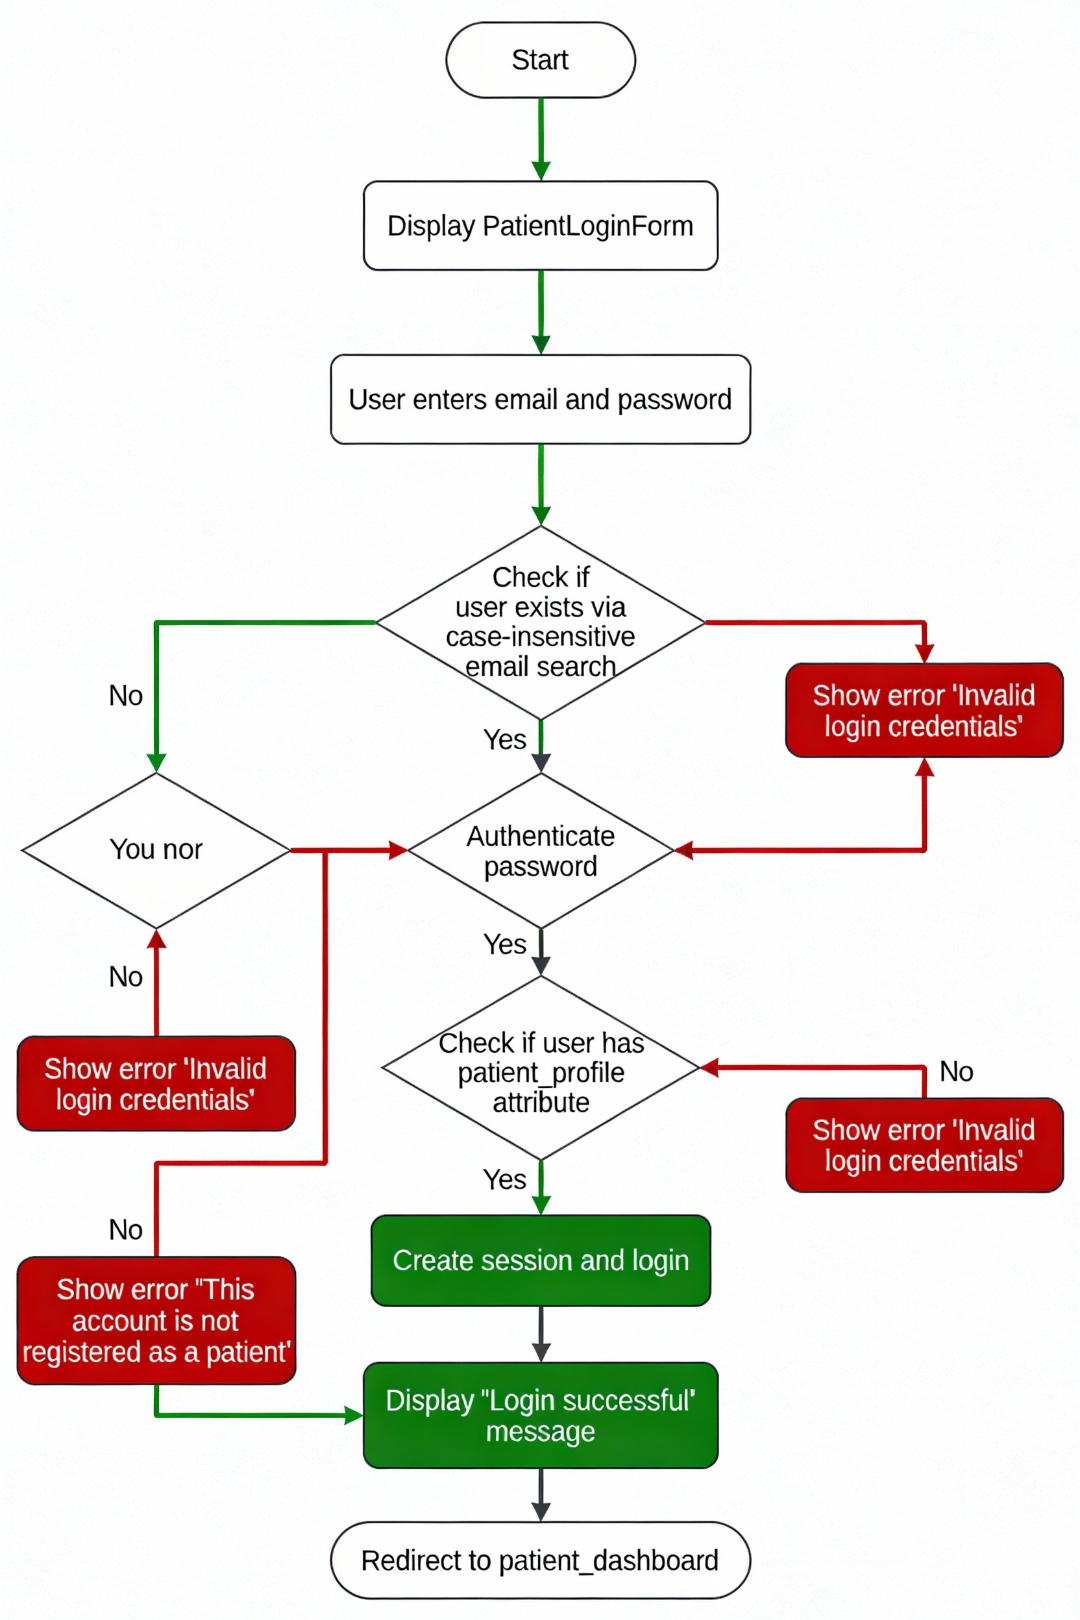 Start
Display PatientLoginForm
User enters email and password
Check if
user exists via
case-insensitive
email search
No
Yes
Show error 'Invalid
login credentials'
You nor
Authenticate
password
No
Yes
Show error 'Invalid
login credentials'
Check if user has
patient_profile
attribute
No
Show error 'Invalid
login credentials'
Yes
No
Create session and login
Show error "This
account is not
registered as a patient'
Display "Login successful'
message
Redirect to patient_dashboard